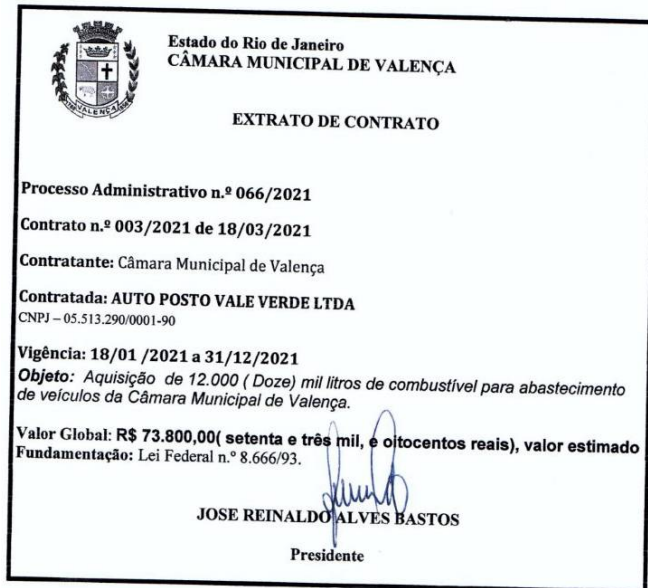 Estado do Rio de Janeiro
CÂMARA MUNICIPAL DE VALENÇA
VALENÇA
EXTRATO DE CONTRATO
Processo Administrativo n.º 066/2021
Contrato n.º 003/2021 de 18/03/2021
Contratante: Câmara Municipal de Valença
Contratada: AUTO POSTO VALE VERDE LTDA
CNPJ – 05.513.290/0001-90
Vigência: 18/01 /2021 a 31/12/2021
Objeto: Aquisição de 12.000 ( Doze) mil litros de combustível para abastecimento
de veículos da Câmara Municipal de Valença.
Valor Global: R$ 73.800,00( setenta e três mil, e oitocentos reais), valor estimado
Fundamentação: Lei Federal n.º 8.666/93.
JOSE REINALDO ALVES BASTOS
Presidente